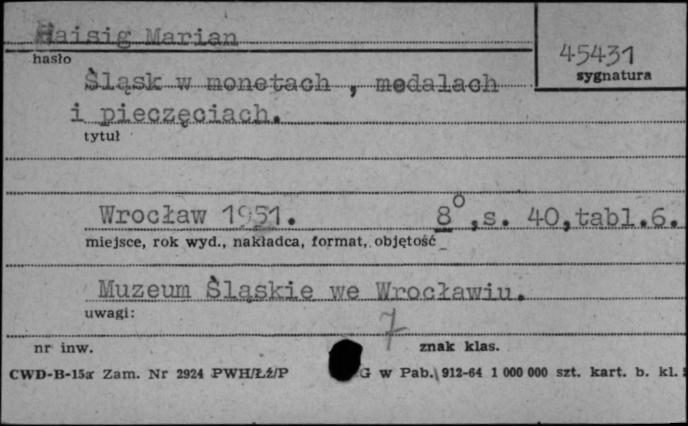 Haisig Marian
hasło
45431
sygnatura
Śląsk w monetach , medalach
i pieczęciach.
tytuł
Wrocław 1951. 8°,s. 40,tabl.6.
miejsce, rok wyd., nakładca, format, objętość
Muzeum Śląskie we Wrocławiu.
uwagi:
7
nr inw. znak klas.
CWD-B-15a Zam. Nr 2924 PWH/Łź/P G w Pab. 912-64 1 000 000 szt. kart. b. kl.